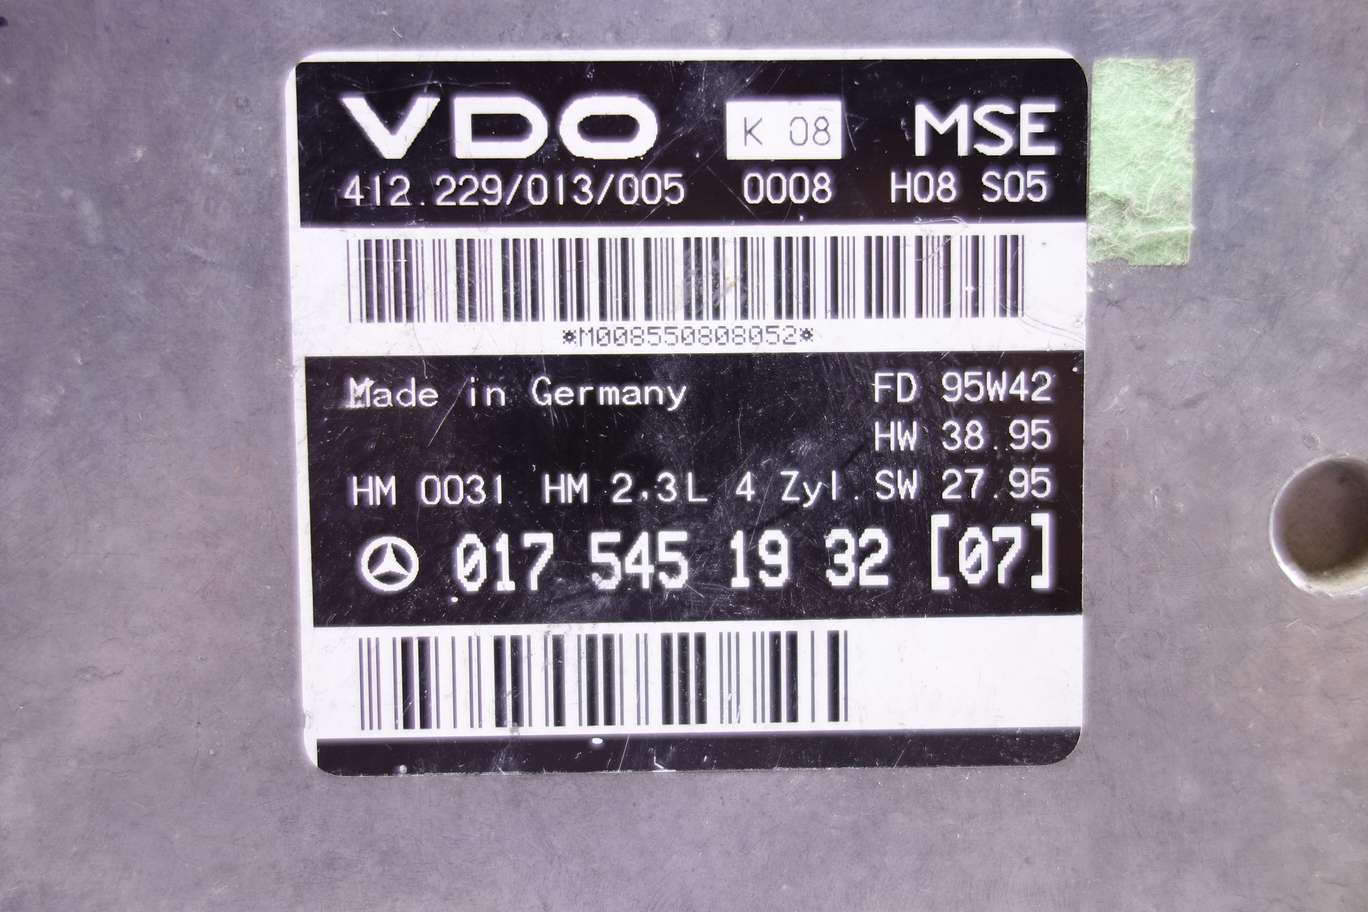 VDO K 08 MSE
412.229/013/005 0008 H08 S05
*M008550808052*
Made in Germany FD 95W42
HW 38.95
HM 0031 HM 2,3L 4 Zyl. SW 27.95
017 545 19 32 [07]